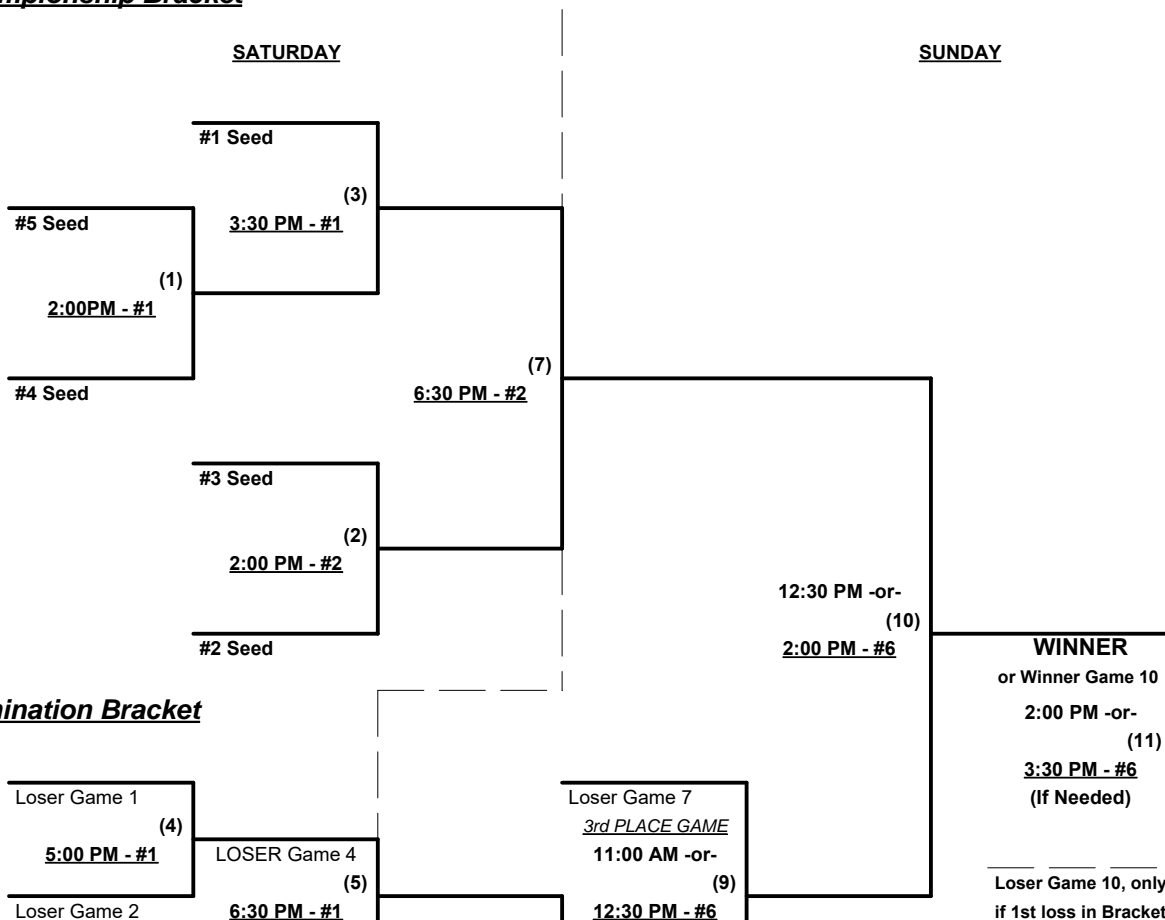 SATURDAY
SUNDAY
#1 Seed
(3)
3:30 PM - #1
#5 Seed
(1)
2:00PM - #1
#4 Seed
(7)
6:30 PM - #2
#3 Seed
(2)
2:00 PM - #2
#2 Seed
12:30 PM -or-
(10)
2:00 PM - #6
WINNER
or Winner Game 10
2:00 PM -or-
(11)
3:30 PM - #6
(If Needed)
Loser Game 10, only
if 1st loss in Bracket
Bracket
Loser Game 1
(4)
5:00 PM - #1
Loser Game 2
LOSER Game 4
(5)
6:30 PM - #1
Loser Game 7
3rd PLACE GAME
11:00 AM -or-
(9)
12:30 PM - #6